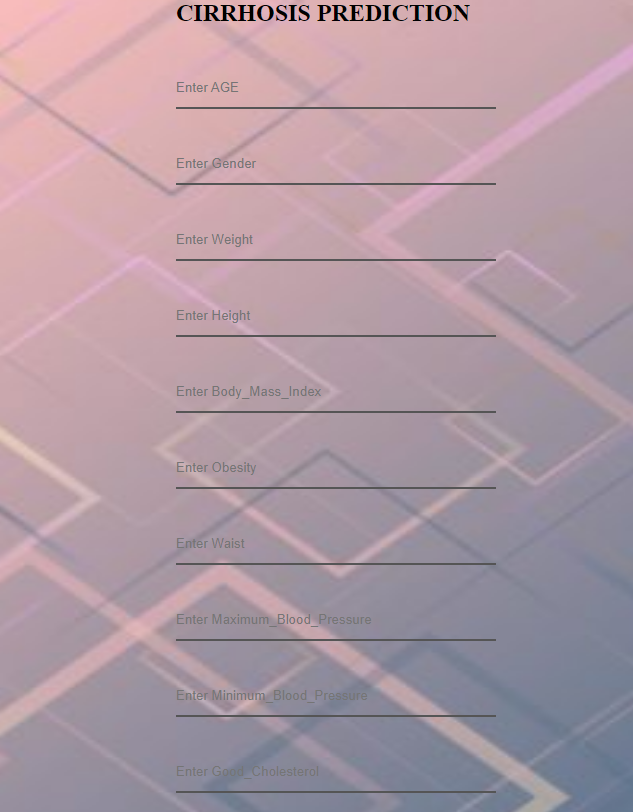 CIRRHOSIS PREDICTION
Enter AGE
Enter Gender
Enter Weight
Enter Height
Enter Body_Mass_Index
Enter Obesity
Enter Waist
Enter Maximum_Blood_Pressure
Enter Minimum_Blood_Pressure
Enter Good_Cholesterol